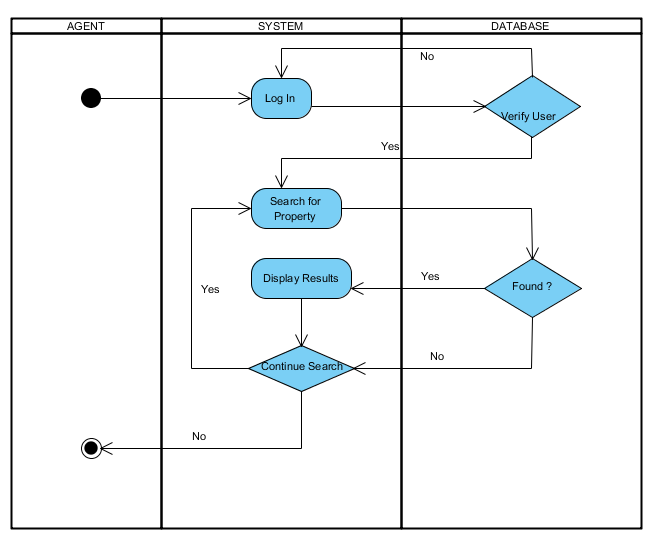 AGENT
SYSTEM
DATABASE
No
Log In
Verify User
Yes
Search for
Property
Display Results
Yes
Found ?
Yes
No
Continue Search
No